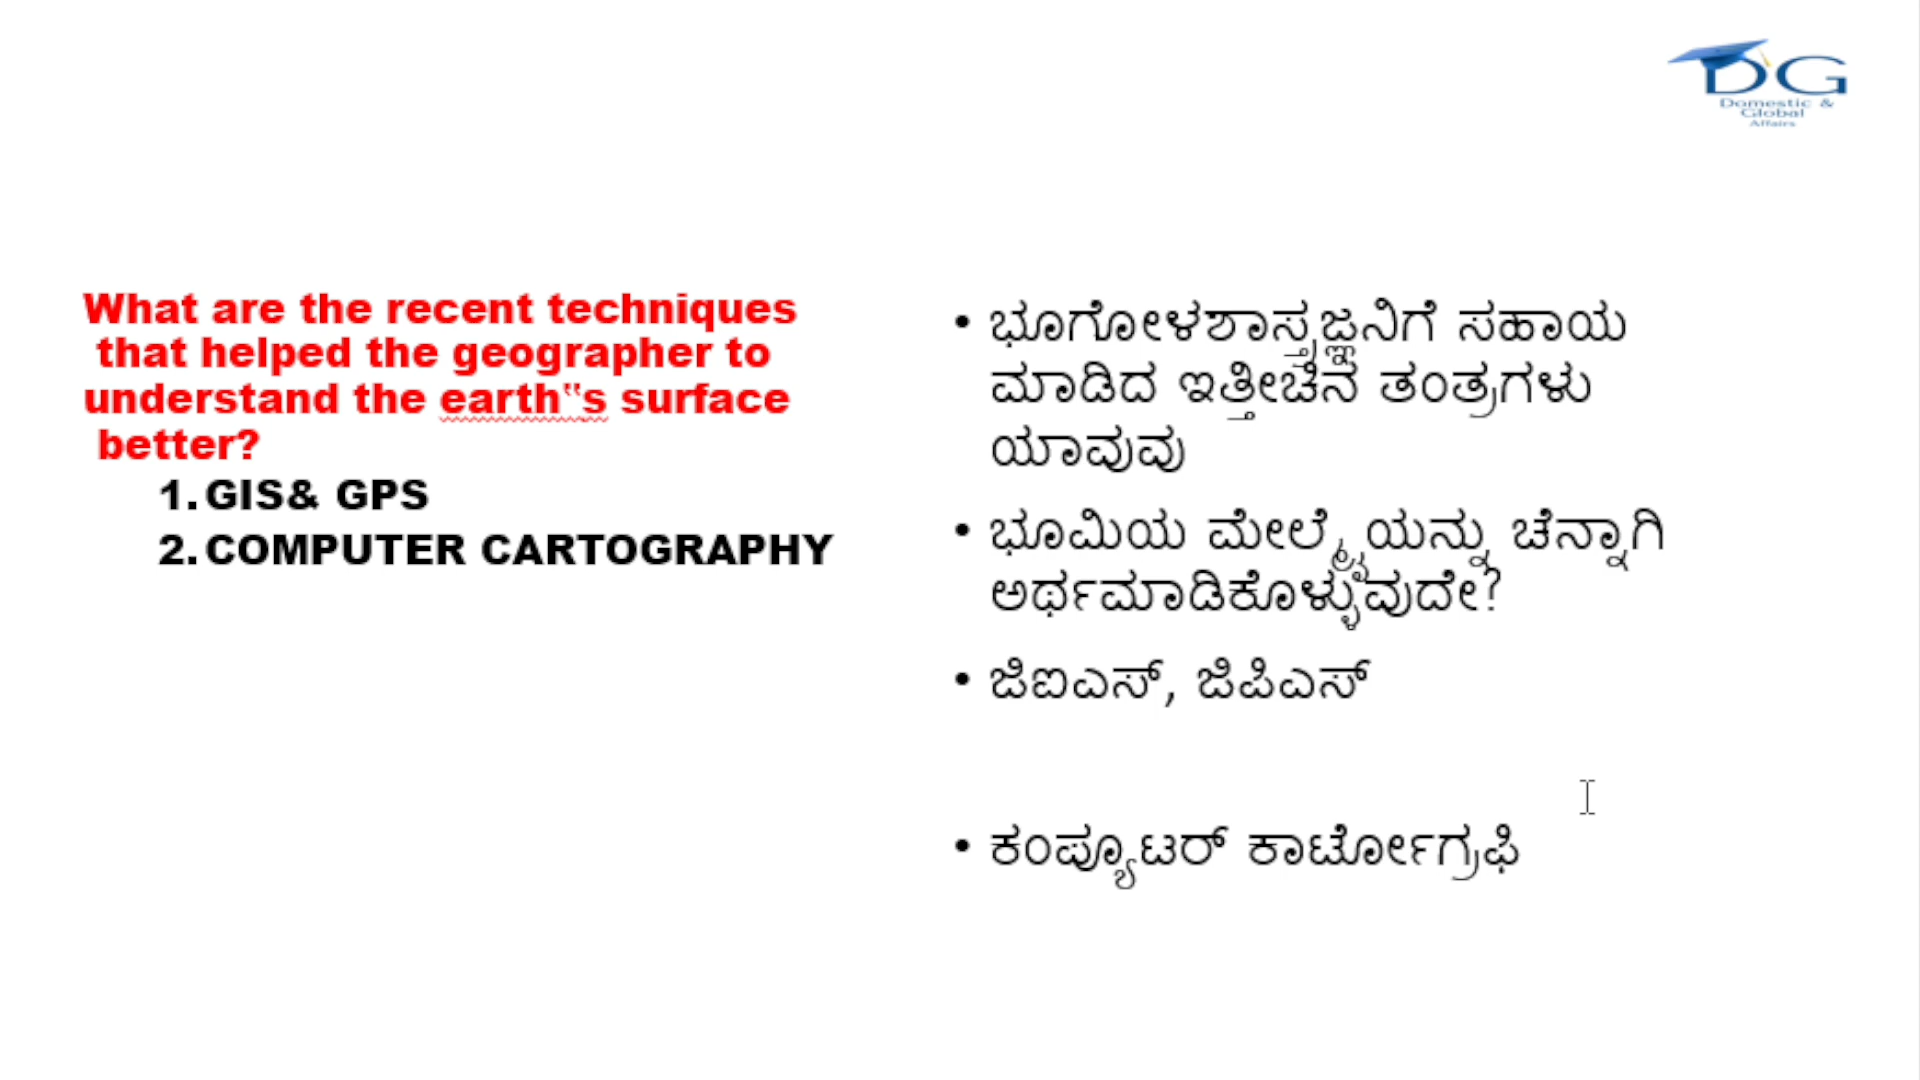 DG
Domestic &
Global
Affairs
What are the recent techniques
that helped the geographer to
understand the earth‟s surface
better?
1. GIS& GPS
2. COMPUTER CARTOGRAPHY
• ಭೂಗೋಳಶಾಸ್ತ್ರಜ್ಞನಿಗೆ ಸಹಾಯ
ಮಾಡಿದ ಇತ್ತೀಚಿನ ತಂತ್ರಗಳು
ಯಾವುವು
• ಭೂಮಿಯ ಮೇಲ್ಮೈಯನ್ನು ಚೆನ್ನಾಗಿ
ಅರ್ಥಮಾಡಿಕೊಳ್ಳುವುದೇ?
• ಜಿಐಎಸ್, ಜಿಪಿಎಸ್
• ಕಂಪ್ಯೂಟರ್ ಕಾರ್ಟೋಗ್ರಫಿ